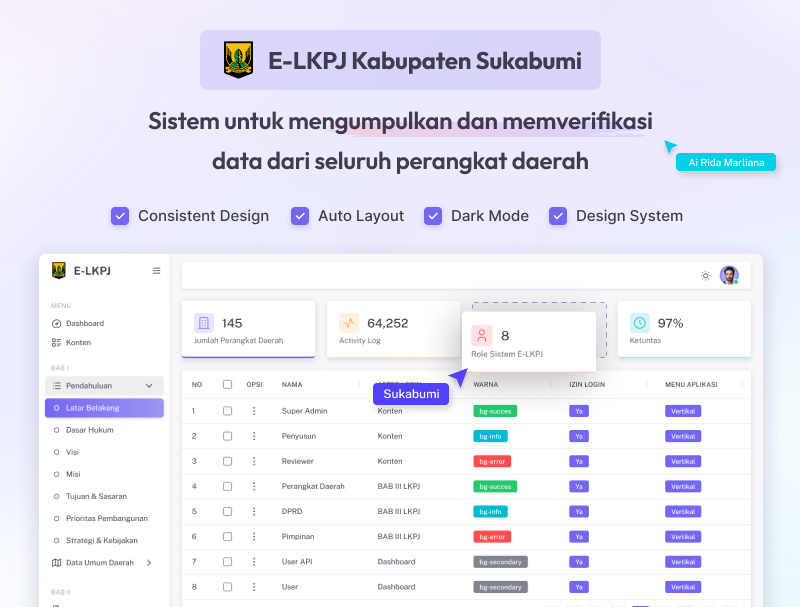 E-LKPJ Kabupaten Sukabumi
Sistem untuk mengumpulkan dan memverifikasi
data dari seluruh perangkat daerah
Ai Rida Marliana
Consistent Design Auto Layout Dark Mode Design System
E-LKPJ
MENU
Dashboard
Konten
BAB I
Pendahuluan
Latar Belakang
Dasar Hukum
Visi
Misi
Tujuan & Sasaran
Prioritas Pembangunan
Strategi & Kebijakan
Data Umum Daerah
BAB II
145
Jumlah Perangkat Daerah
64,252
Activity Log
8
Role Sistem E-LKPJ
97%
Ketuntas
Sukabumi
NO OPSI NAMA WARNA IZIN LOGIN MENU APLIKASI
1 Super Admin Konten bg-succes Ya Vertikal
2 Penyusun Konten bg-info Ya Vertikal
3 Reviewer Konten bg-error Ya Vertikal
4 Perangkat Daerah BAB III LKPJ bg-succes Ya Vertikal
5 DPRD BAB III LKPJ bg-info Ya Vertikal
6 Pimpinan BAB III LKPJ bg-error Ya Vertikal
7 User API Dashboard bg-secondary Ya Vertikal
8 User Dashboard bg-secondary Ya Vertikal